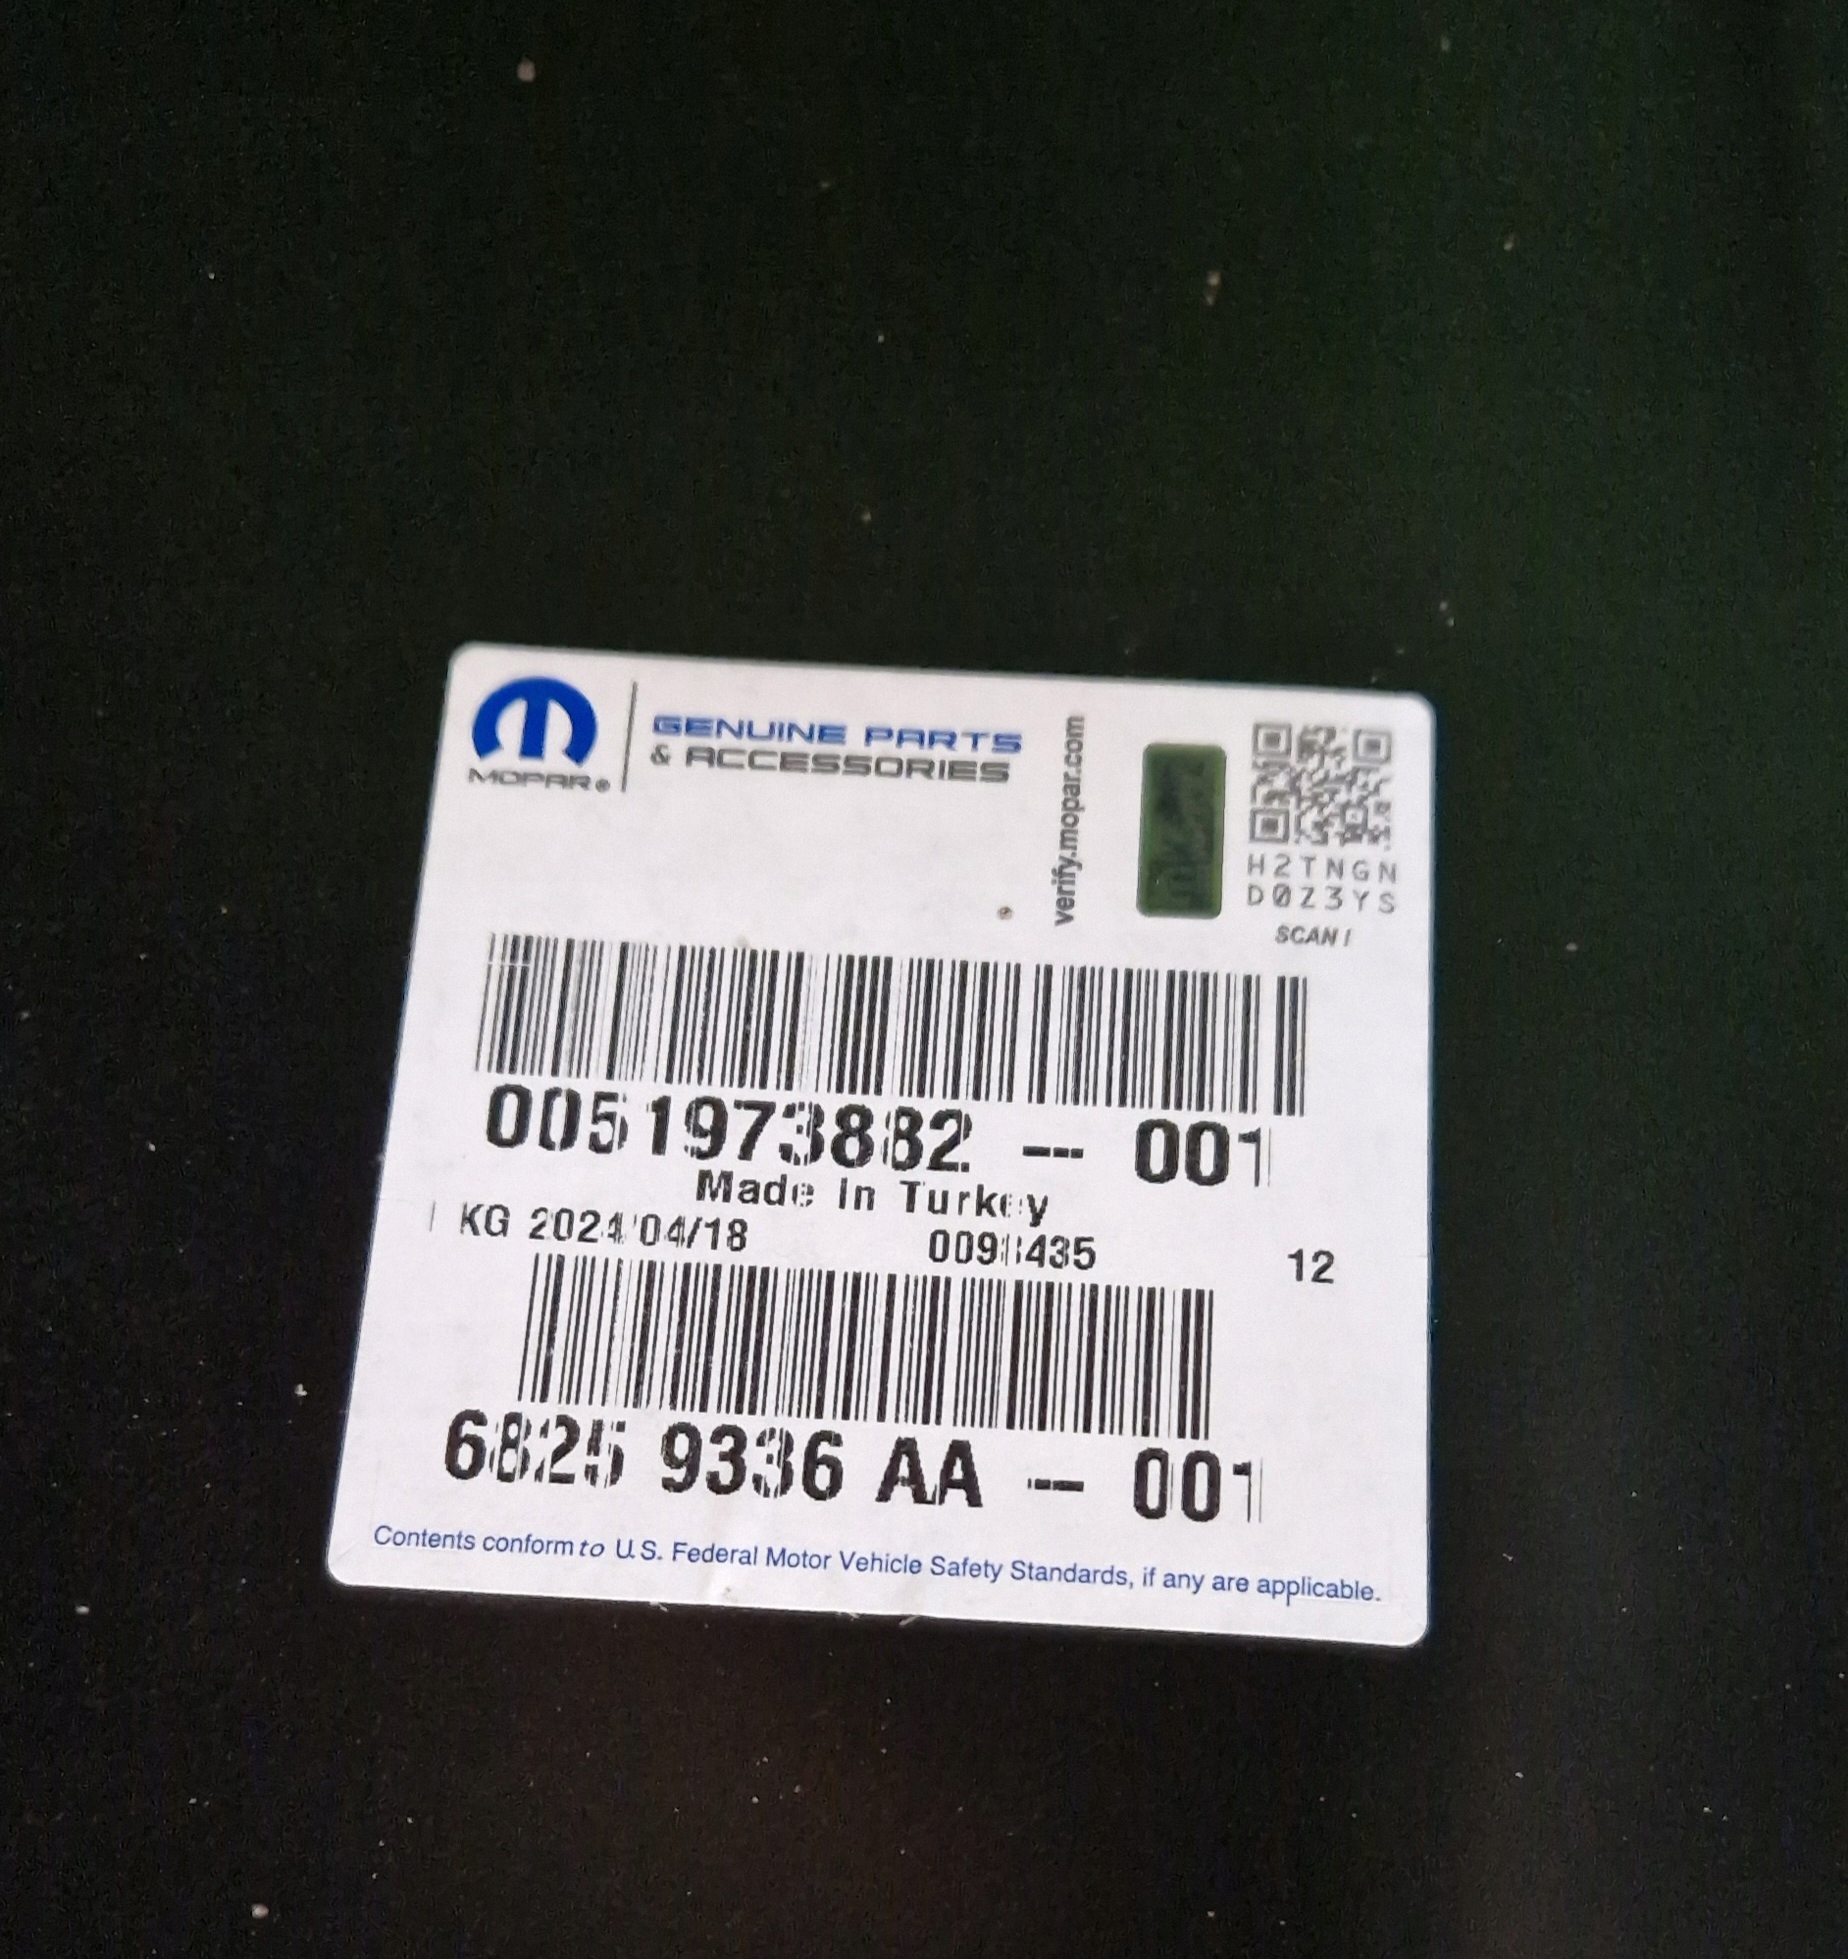 MOPAR®
GENUINE PARTS
& ACCESSORIES
verify.mopar.com
H2TNGN
D0Z3YS
SCAN !
0051973882 -- 001
Made In Turkey
KG 2024/04/18 12
6825 9336 AA -- 001
Contents conform to U.S. Federal Motor Vehicle Safety Standards, if any are applicable.